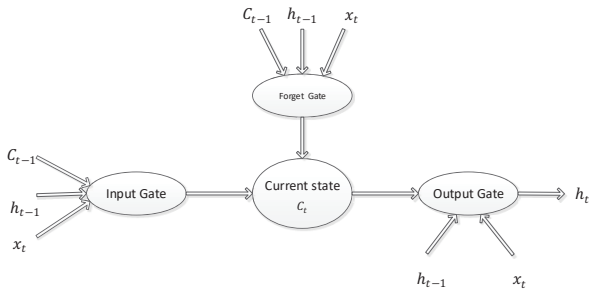 C_{t−1} h_{t−1} x_t
Forget Gate
C_{t−1}
h_{t−1}
x_t
Input Gate
Current state
C_t
Output Gate
h_t
h_{t−1} x_t